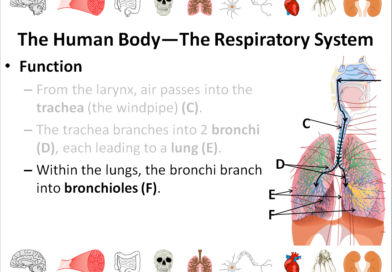 The Human Body—The Respiratory System
• Function
– From the larynx, air passes into the
trachea (the windpipe) (C).
– The trachea branches into 2 bronchi
(D), each leading to a lung (E).
– Within the lungs, the bronchi branch
into bronchioles (F).
C
D
E
F